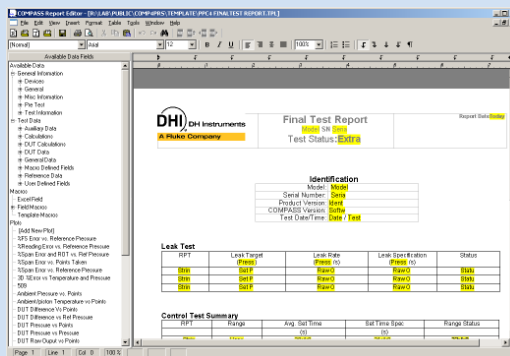 COMPASS Report Editor - [R:\LAB\PUBLIC\COMP4PRS\TEMPLATE\PPC4 FINALTEST REPORT.TPL]
File Edit View Insert Format Table Tools Window Help
[Normal] Arial 12 B I U 100%
Available Data Fields
Available Data
General Information
Devices
General
Misc Information
Pre Test
Test Information
Test Data
Auxiliary Data
Calculations
DUT Calculations
DUT Data
General Data
Macro Defined Fields
Reference Data
User Defined Fields
Macros
Excel Field
Field Macros
Template Macros
Plots
[Add New Plot]
%FS Error vs. Reference Pressure
%Reading Error vs. Reference Pressure
%Span Error and RDT vs. Ref Pressure
%Span Error vs. Points Taken
%Span Error vs. Reference Pressure
3D %Error vs Temperature and Pressure
509
Ambient Pressure vs. Points
Ambient/piston Temperature vs Points
DUT Difference Vs Points
DUT Difference vs Ref Pressure
DUT Pressure vs Points
DUT Pressure vs Pressure
DUT Raw Output vs Points
DHI DH Instruments
A Fluke Company
Final Test Report
Model SN Seria
Test Status: Extra
Report Date today
Identification
Model: Model
Serial Number: Seria
Product Version: Ident
COMPASS Version: Softw
Test Date/Time: Date / Test
Leak Test
RPT Leak Target Leak Rate Leak Specification Status
(Press) (Press /s) (Press /s)
Strin Set P Raw O Raw O Statu
Strin Set P Raw O Raw O Statu
Control Test Summary
RPT Range Avg. Set Time Set Time Spec Range Status
(s) (s)
Page 1 Line 1 Col 0 100 %